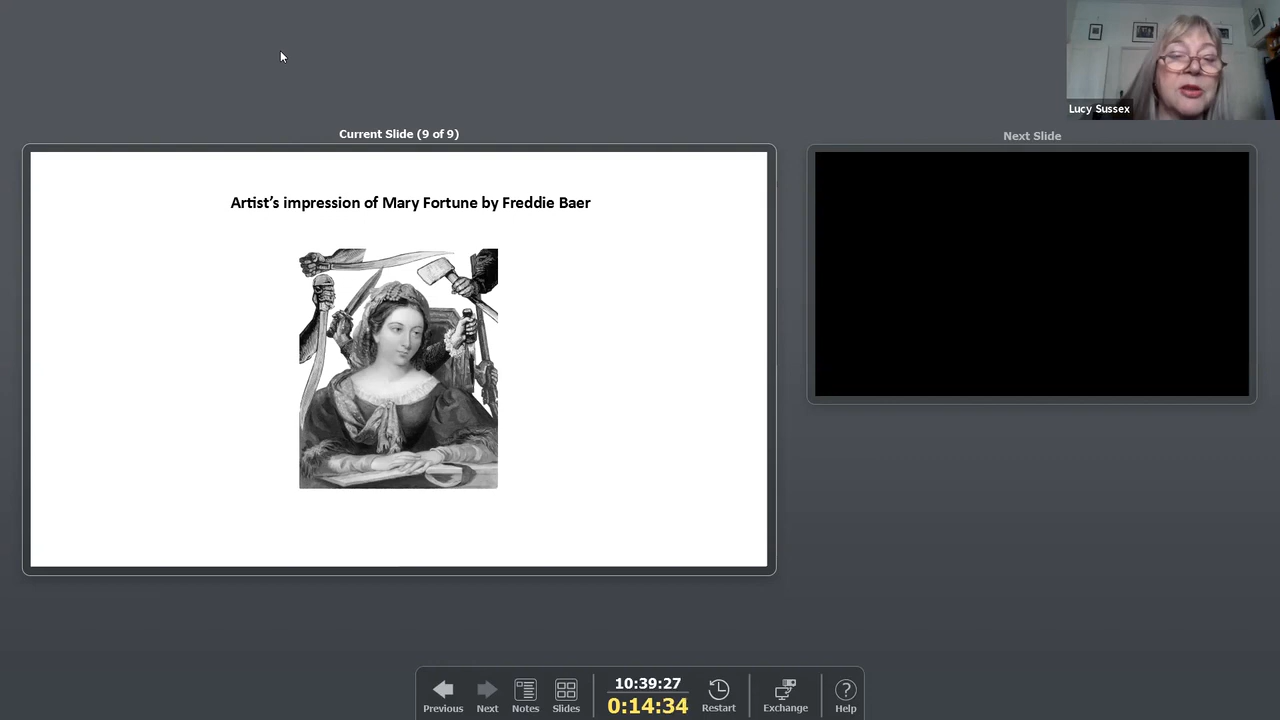 Lucy Sussex
Current Slide (9 of 9)
Next Slide
Artist’s impression of Mary Fortune by Freddie Baer
Previous
Next
Notes
Slides
10:39:27
0:14:34
Restart
Exchange
Help